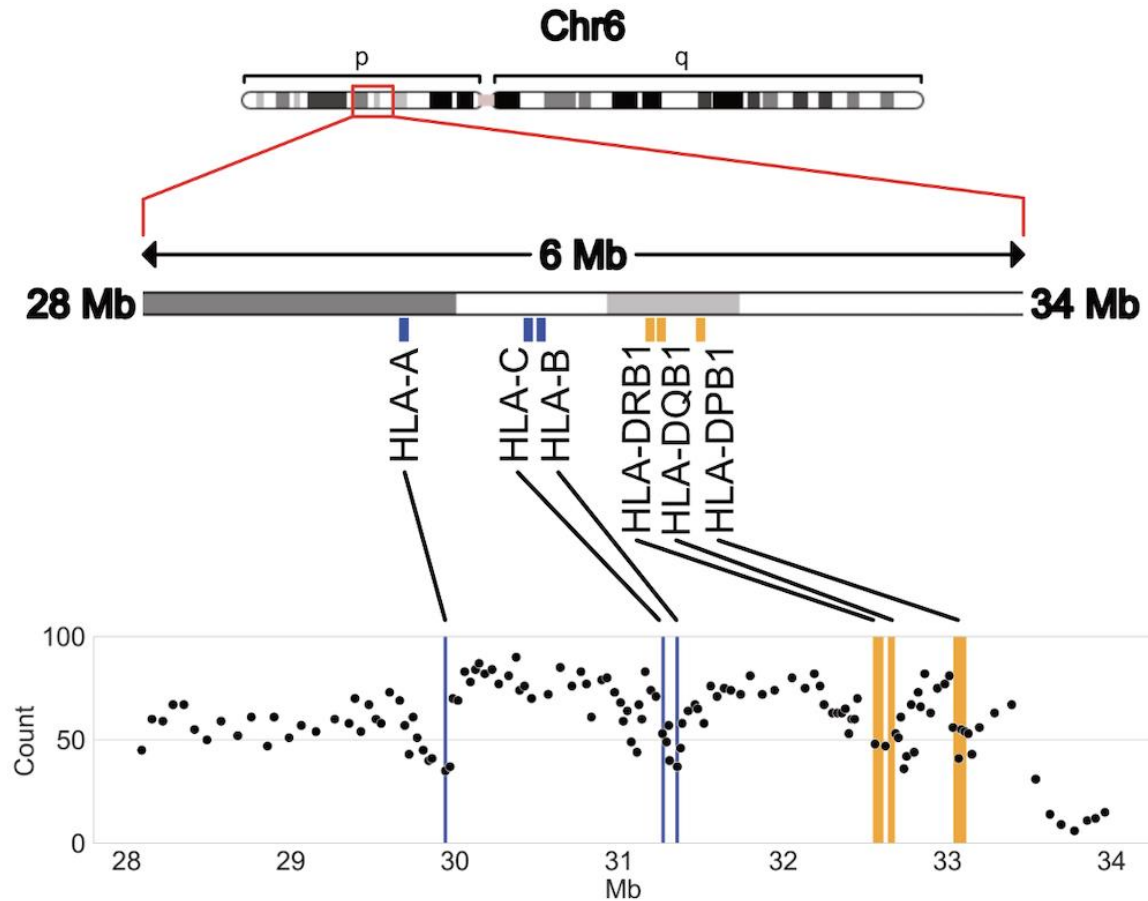 Chr6
p
q
6 Mb
28 Mb
34 Mb
HLA-A
HLA-C
HLA-B
HLA-DRB1
HLA-DQB1
HLA-DPB1
100
50
0
Count
28 29 30 31 32 33 34
Mb